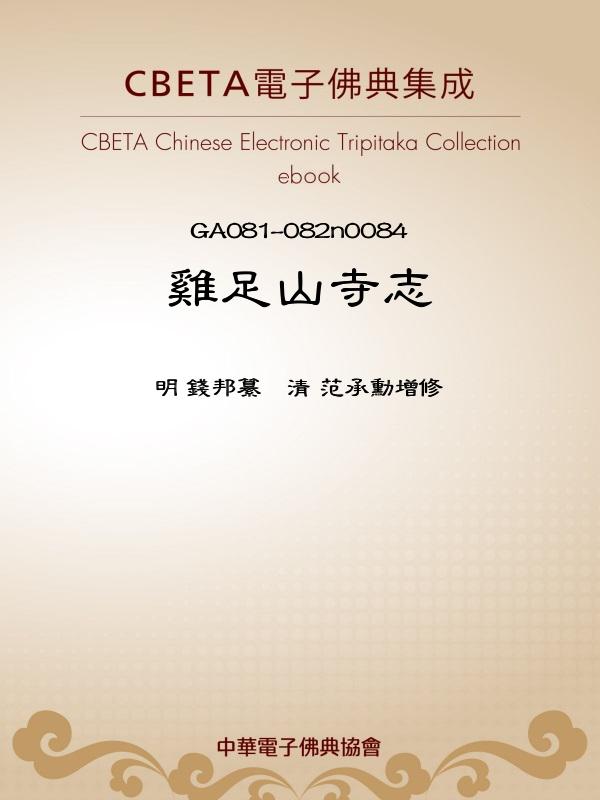 CBETA電子佛典集成
CBETA Chinese Electronic Tripitaka Collection
ebook
GA081-082n0084
雞足山寺志
明 錢邦纂 清 范承勳增修
中華電子佛典協會